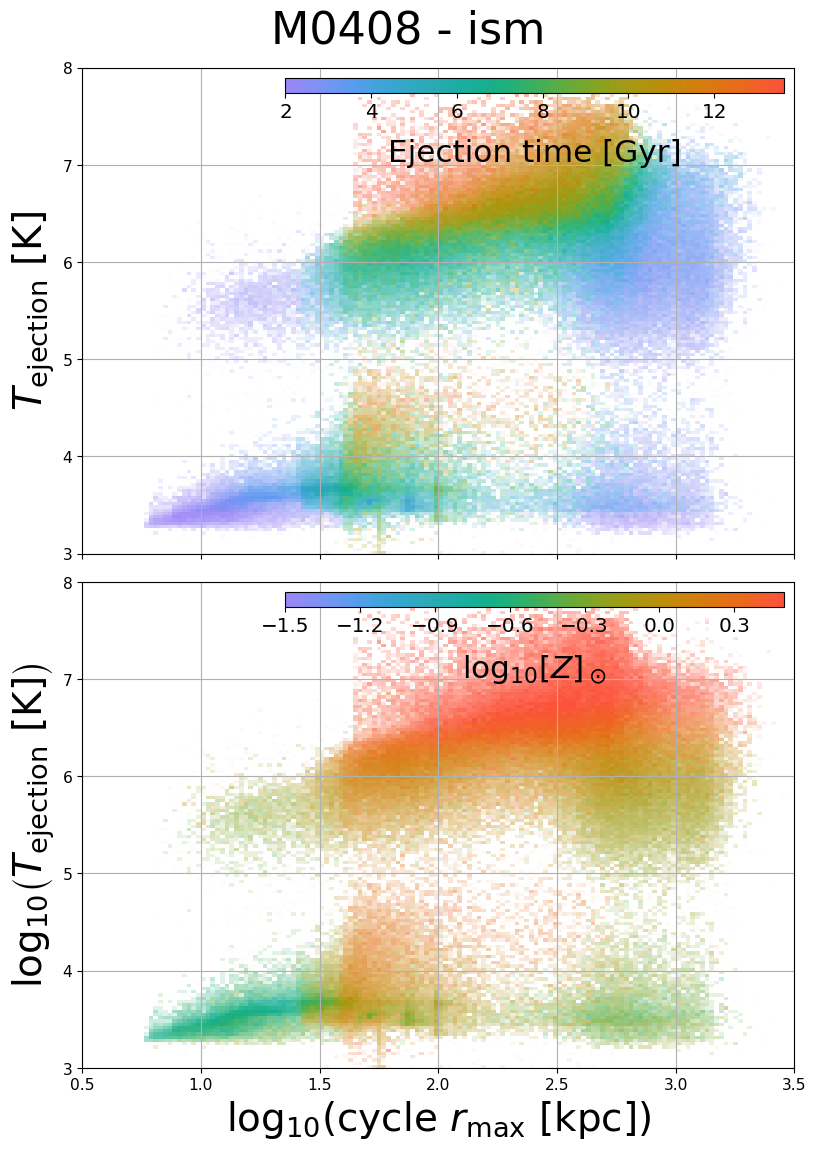 M0408 - ism
8
2 4 6 8 10 12
Ejection time [Gyr]
7
6
5
4
3
T_ejection [K]
8
−1.5 −1.2 −0.9 −0.6 −0.3 0.0 0.3
log₁₀[Z]⊙
7
6
5
4
3
log₁₀(T_ejection [K])
0.5 1.0 1.5 2.0 2.5 3.0 3.5
log₁₀(cycle r_max [kpc])